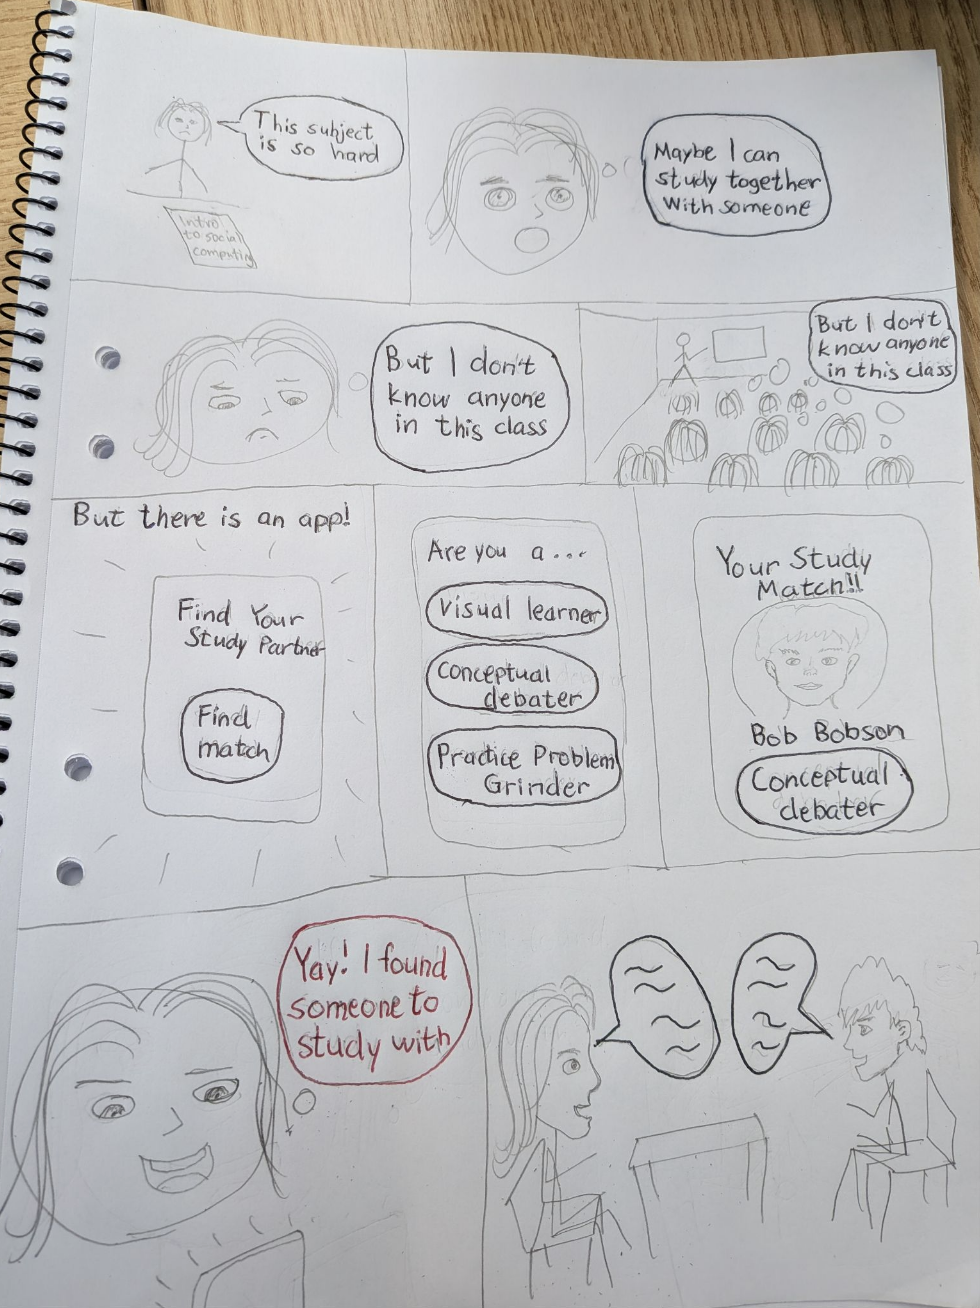 This subject
is so hard
Intro
to social
computing
Maybe I can
study together
with someone
But I don't
know anyone
in this class
But I don't
know anyone
in this class
But there is an app!
Find Your
Study Partner
Find
match
Are you a...
Visual learner
Conceptual
debater
Practice Problem
Grinder
Your Study
Match!!
Bob Bobson
Conceptual
debater
Yay! I found
someone to
study with